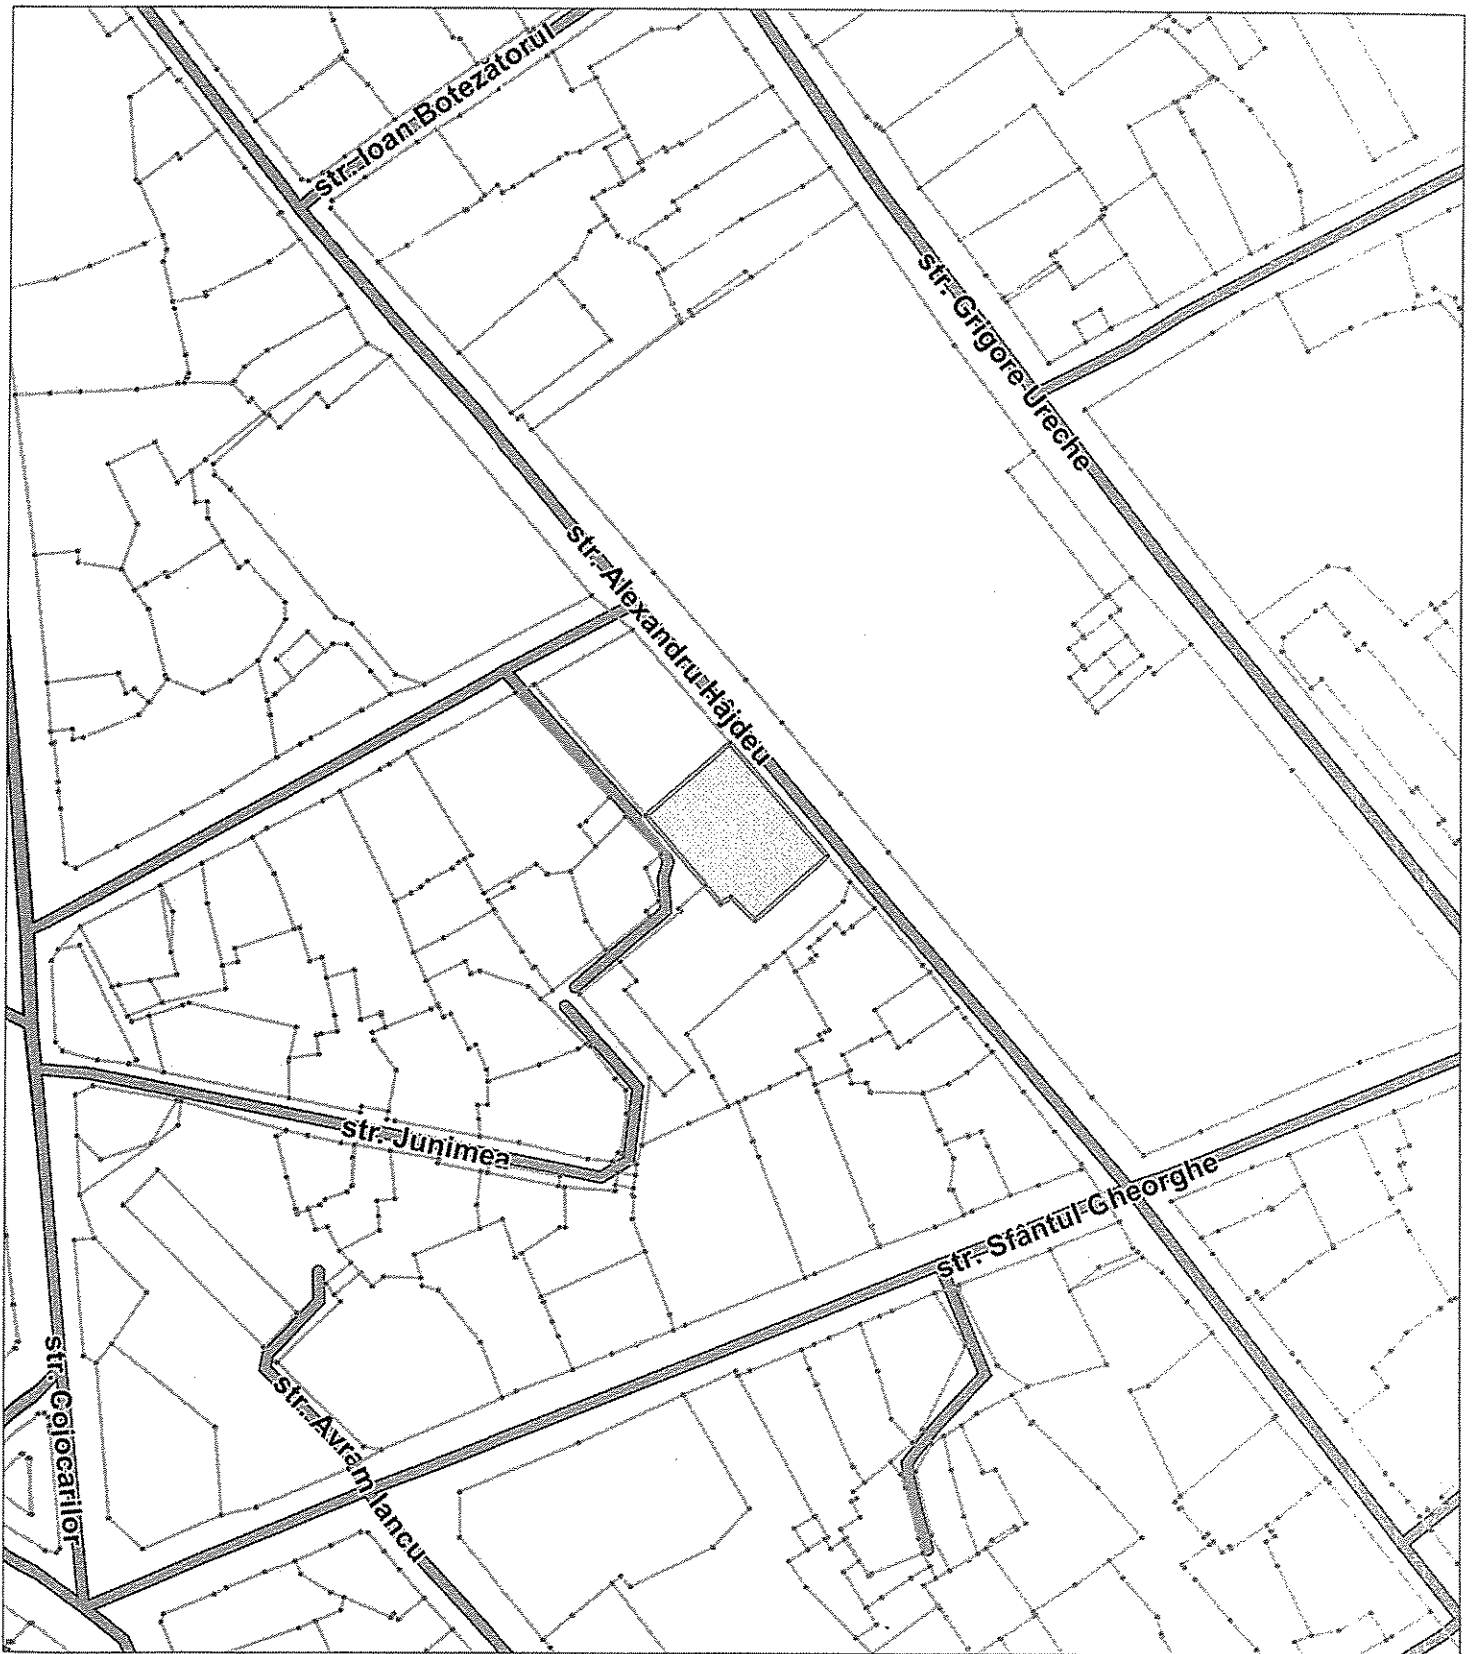 str. Ioan Botezătorul
str. Grigore Ureche
str. Alexandru Hâjdeu
str. Junimea
str. Sfântul Gheorghe
str. Cojocarilor
str. Avram Iancu